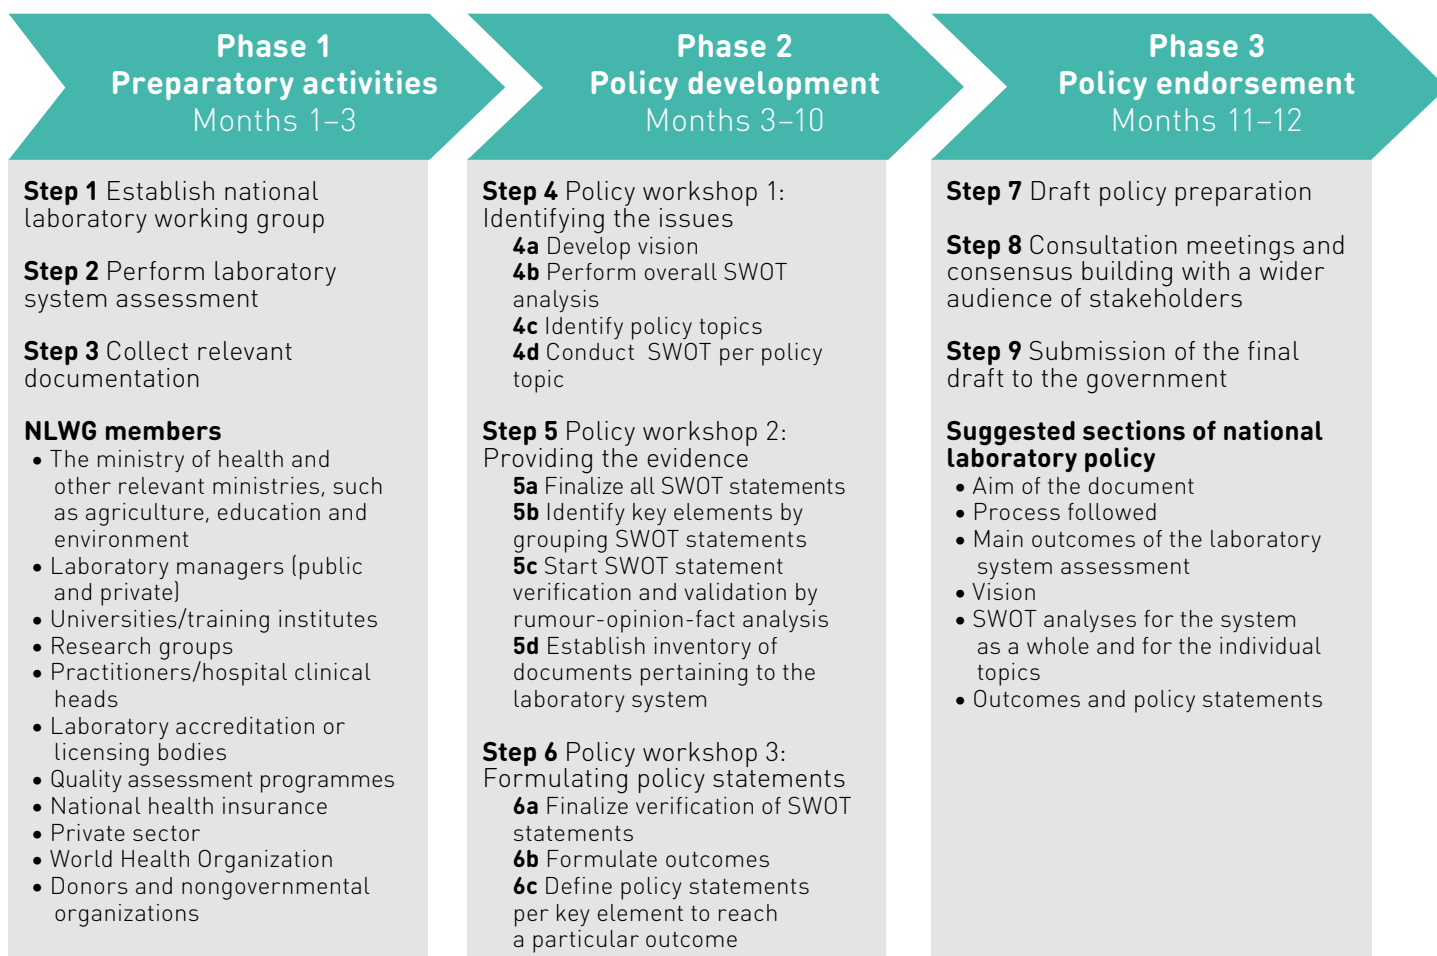 Phase 1
Preparatory activities
Months 1–3
Step 1 Establish national
laboratory working group
Step 2 Perform laboratory
system assessment
Step 3 Collect relevant
documentation
NLWG members
• The ministry of health and
other relevant ministries, such
as agriculture, education and
environment
• Laboratory managers (public
and private)
• Universities/training institutes
• Research groups
• Practitioners/hospital clinical
heads
• Laboratory accreditation or
licensing bodies
• Quality assessment programmes
• National health insurance
• Private sector
• World Health Organization
• Donors and nongovernmental
organizations
Phase 2
Policy development
Months 3–10
Step 4 Policy workshop 1:
Identifying the issues
4a Develop vision
4b Perform overall SWOT
analysis
4c Identify policy topics
4d Conduct SWOT per policy
topic
Step 5 Policy workshop 2:
Providing the evidence
5a Finalize all SWOT statements
5b Identify key elements by
grouping SWOT statements
5c Start SWOT statement
verification and validation by
rumour-opinion-fact analysis
5d Establish inventory of
documents pertaining to the
laboratory system
Step 6 Policy workshop 3:
Formulating policy statements
6a Finalize verification of SWOT
statements
6b Formulate outcomes
6c Define policy statements
per key element to reach
a particular outcome
Phase 3
Policy endorsement
Months 11–12
Step 7 Draft policy preparation
Step 8 Consultation meetings and
consensus building with a wider
audience of stakeholders
Step 9 Submission of the final
draft to the government
Suggested sections of national
laboratory policy
• Aim of the document
• Process followed
• Main outcomes of the laboratory
system assessment
• Vision
• SWOT analyses for the system
as a whole and for the individual
topics
• Outcomes and policy statements